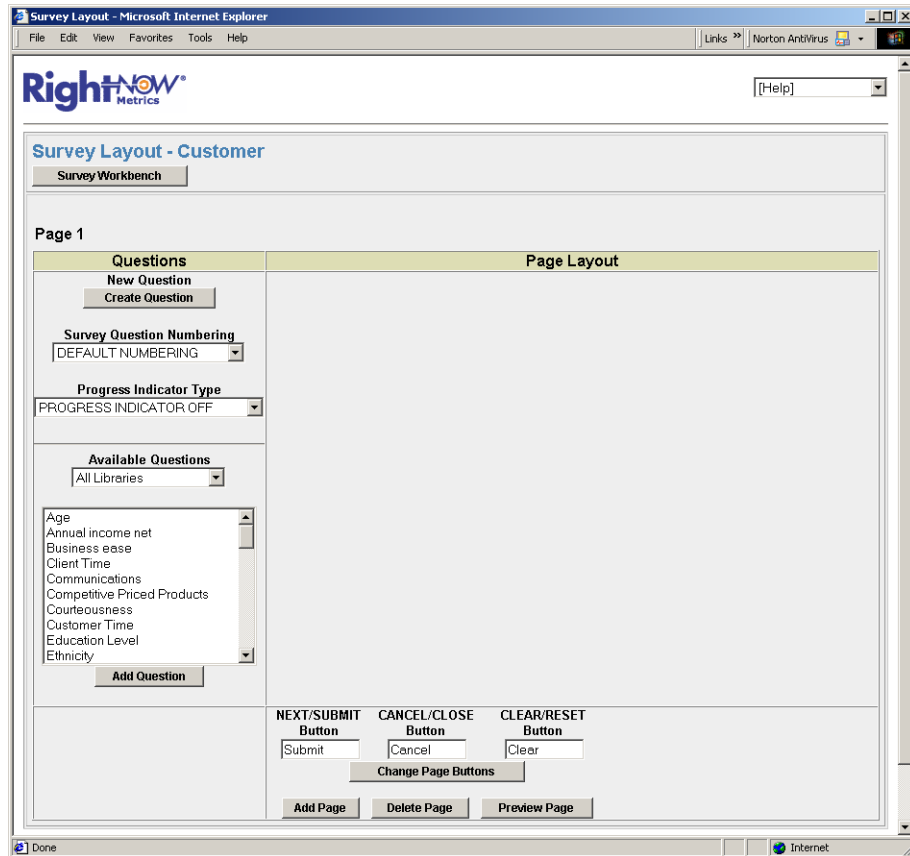 Survey Layout - Microsoft Internet Explorer
File Edit View Favorites Tools Help Links » Norton AntiVirus
RightNOW®
Metrics
[Help]
Survey Layout - Customer
Survey Workbench
Page 1
Questions
Page Layout
New Question
Create Question
Survey Question Numbering
DEFAULT NUMBERING
Progress Indicator Type
PROGRESS INDICATOR OFF
Available Questions
All Libraries
Age
Annual income net
Business ease
Client Time
Communications
Competitive Priced Products
Courteousness
Customer Time
Education Level
Ethnicity
Add Question
NEXT/SUBMIT CANCEL/CLOSE CLEAR/RESET
Button Button Button
Submit Cancel Clear
Change Page Buttons
Add Page Delete Page Preview Page
Done Internet